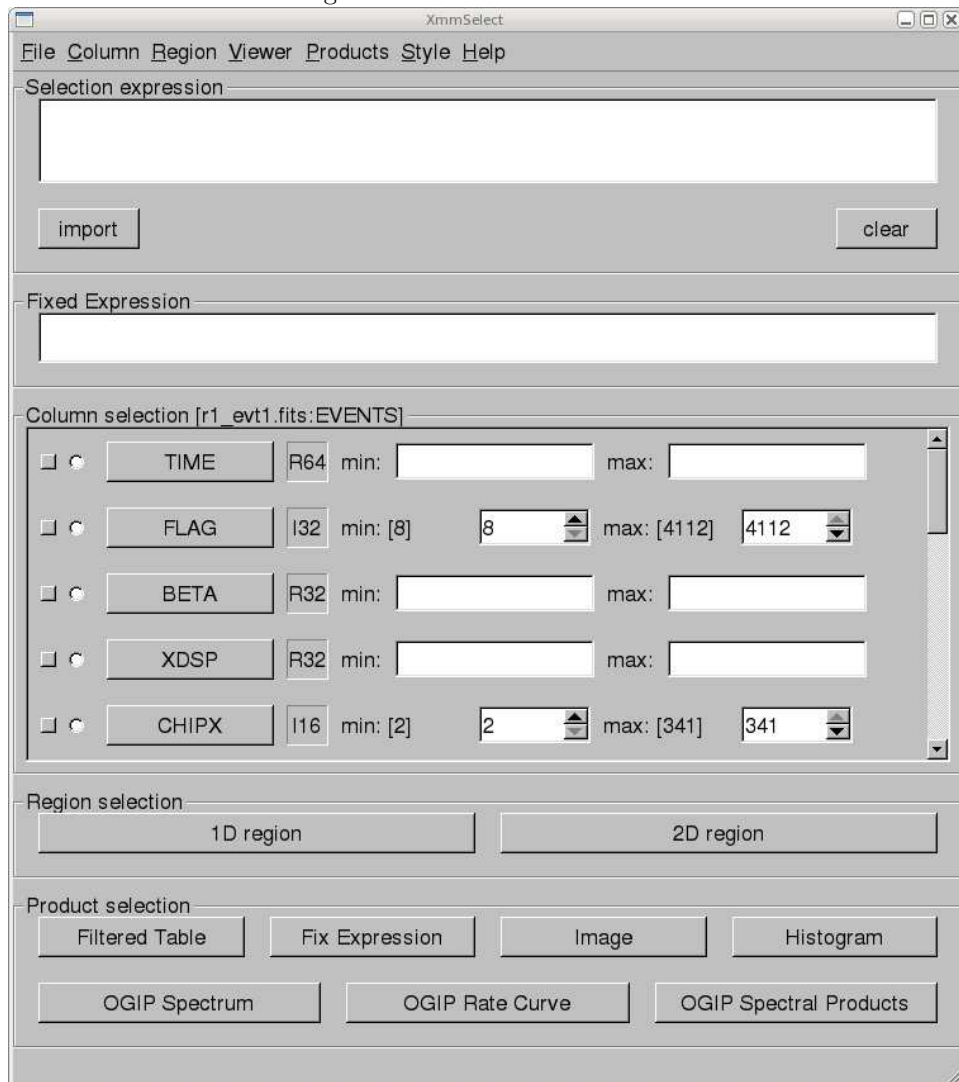 XmmSelect
File Column Region Viewer Products Style Help
Selection expression
import clear
Fixed Expression
Column selection [r1_evt1.fits:EVENTS]
TIME R64 min: max:
FLAG I32 min: [8] 8 max: [4112] 4112
BETA R32 min: max:
XDSP R32 min: max:
CHIPX I16 min: [2] 2 max: [341] 341
Region selection
1D region 2D region
Product selection
Filtered Table Fix Expression Image Histogram
OGIP Spectrum OGIP Rate Curve OGIP Spectral Products